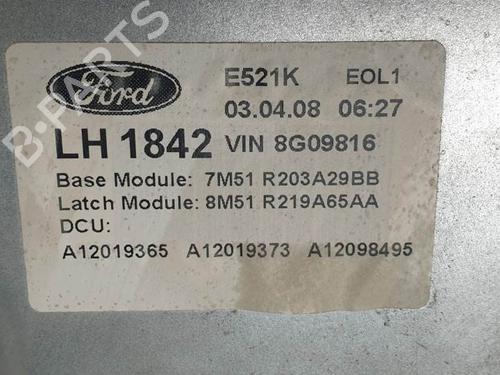 B-PARTS
Ford
E521K EOL1
03.04.08 06:27
LH 1842 VIN 8G09816
Base Module: 7M51 R203A29BB
Latch Module: 8M51 R219A65AA
DCU:
A12019365 A12019373 A12098495